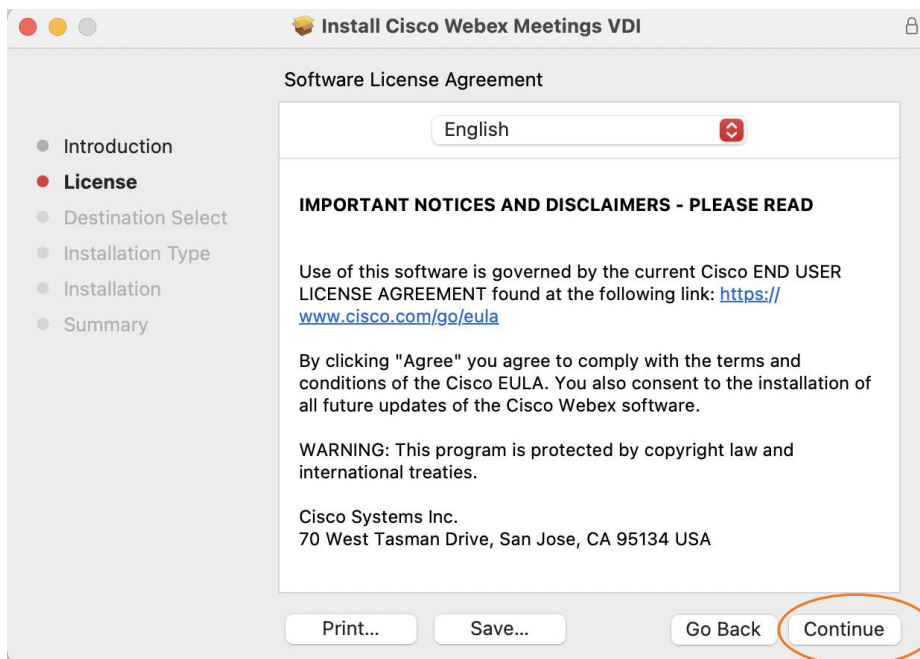 Install Cisco Webex Meetings VDI
Software License Agreement
Introduction
License
Destination Select
Installation Type
Installation
Summary
English
IMPORTANT NOTICES AND DISCLAIMERS - PLEASE READ
Use of this software is governed by the current Cisco END USER
LICENSE AGREEMENT found at the following link: https://
www.cisco.com/go/eula
By clicking "Agree" you agree to comply with the terms and
conditions of the Cisco EULA. You also consent to the installation of
all future updates of the Cisco Webex software.
WARNING: This program is protected by copyright law and
international treaties.
Cisco Systems Inc.
70 West Tasman Drive, San Jose, CA 95134 USA
Print...
Save...
Go Back
Continue